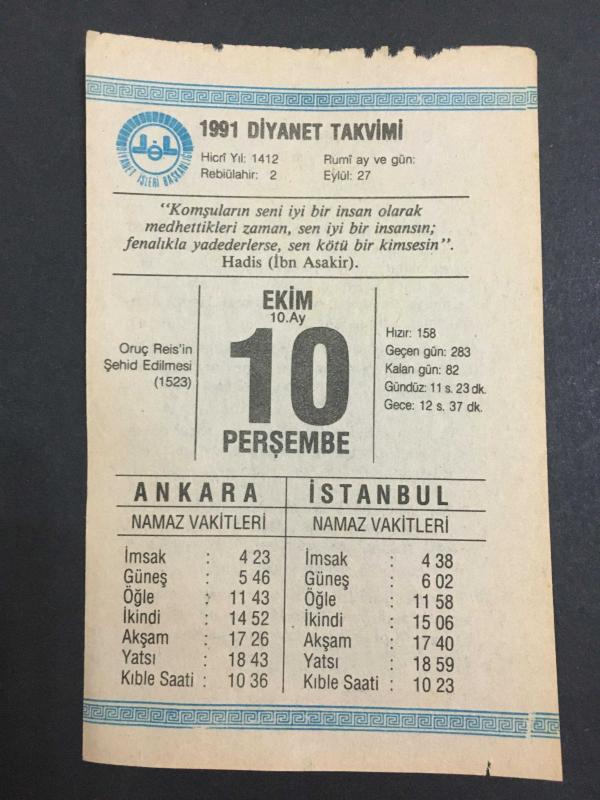 DİYANET İŞLERİ BAŞKANLIĞI
1991 DİYANET TAKVİMİ
Hicrî Yıl: 1412 Rumî ay ve gün:
Rebiülahir: 2 Eylül: 27
“Komşuların seni iyi bir insan olarak
medhettikleri zaman, sen iyi bir insansın;
fenalıkla yadederlerse, sen kötü bir kimsesin”.
Hadis (İbn Asakir).
Oruç Reis'in
Şehid Edilmesi
(1523)
EKİM
10.Ay
10
PERŞEMBE
Hızır: 158
Geçen gün: 283
Kalan gün: 82
Gündüz: 11 s. 23 dk.
Gece: 12 s. 37 dk.
ANKARA İSTANBUL
NAMAZ VAKİTLERİ NAMAZ VAKİTLERİ
İmsak : 4 23 İmsak : 4 38
Güneş : 5 46 Güneş : 6 02
Öğle : 11 43 Öğle : 11 58
İkindi : 14 52 İkindi : 15 06
Akşam : 17 26 Akşam : 17 40
Yatsı : 18 43 Yatsı : 18 59
Kıble Saati : 10 36 Kıble Saati : 10 23